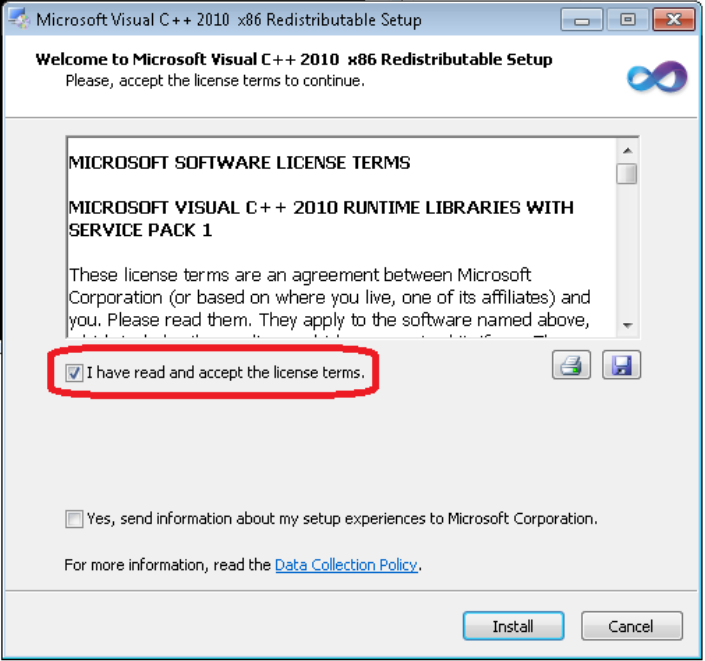 Microsoft Visual C++ 2010  x86 Redistributable Setup
Welcome to Microsoft Visual C++ 2010  x86 Redistributable Setup
Please, accept the license terms to continue.
MICROSOFT SOFTWARE LICENSE TERMS
MICROSOFT VISUAL C++ 2010 RUNTIME LIBRARIES WITH
SERVICE PACK 1
These license terms are an agreement between Microsoft
Corporation (or based on where you live, one of its affiliates) and
you. Please read them. They apply to the software named above,
I have read and accept the license terms.
Yes, send information about my setup experiences to Microsoft Corporation.
For more information, read the Data Collection Policy.
Install
Cancel